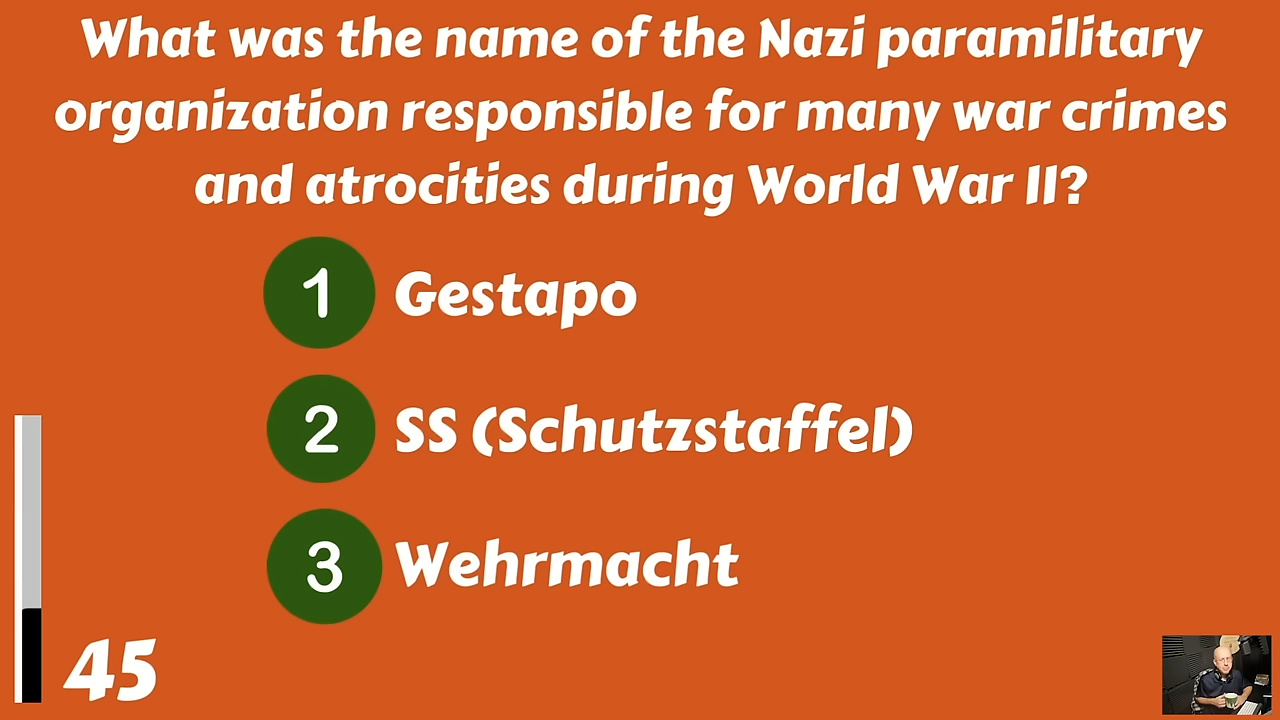 What was the name of the Nazi paramilitary
organization responsible for many war crimes
and atrocities during World War II?
1 Gestapo
2 SS (Schutzstaffel)
3 Wehrmacht
45